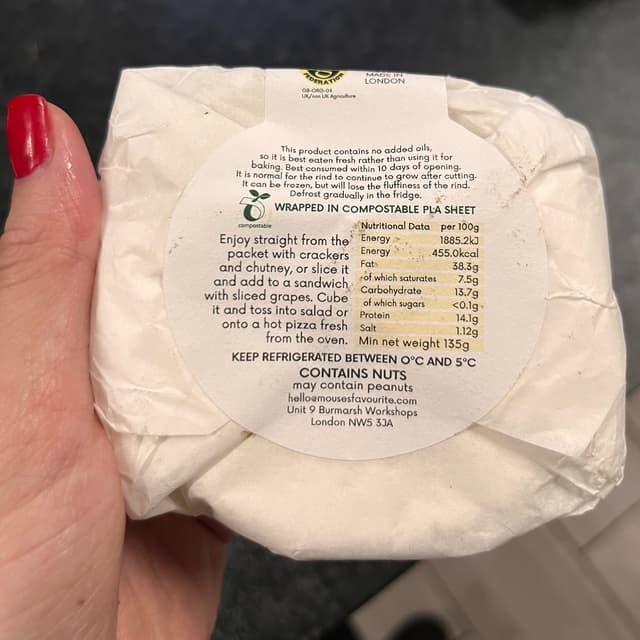 FEDERATION
MADE IN
LONDON
GB-ORG-04
UK/non UK Agriculture
This product contains no added oils,
so it is best eaten fresh rather than using it for
baking. Best consumed within 10 days of opening.
It is normal for the rind to continue to grow after cutting.
It can be frozen, but will lose the fluffiness of the rind.
Defrost gradually in the fridge.
compostable
WRAPPED IN COMPOSTABLE PLA SHEET
Enjoy straight from the
packet with crackers
and chutney, or slice it
and add to a sandwich
with sliced grapes. Cube
it and toss into salad or
onto a hot pizza fresh
from the oven.
Nutritional Data per 100g
Energy 1885.2kJ
Energy 455.0kcal
Fat 38.3g
of which saturates 7.5g
Carbohydrate 13.7g
of which sugars <0.1g
Protein 14.1g
Salt 1.12g
Min net weight 135g
KEEP REFRIGERATED BETWEEN 0°C AND 5°C
CONTAINS NUTS
may contain peanuts
hello@mousesfavourite.com
Unit 9 Burmarsh Workshops
London NW5 3JA